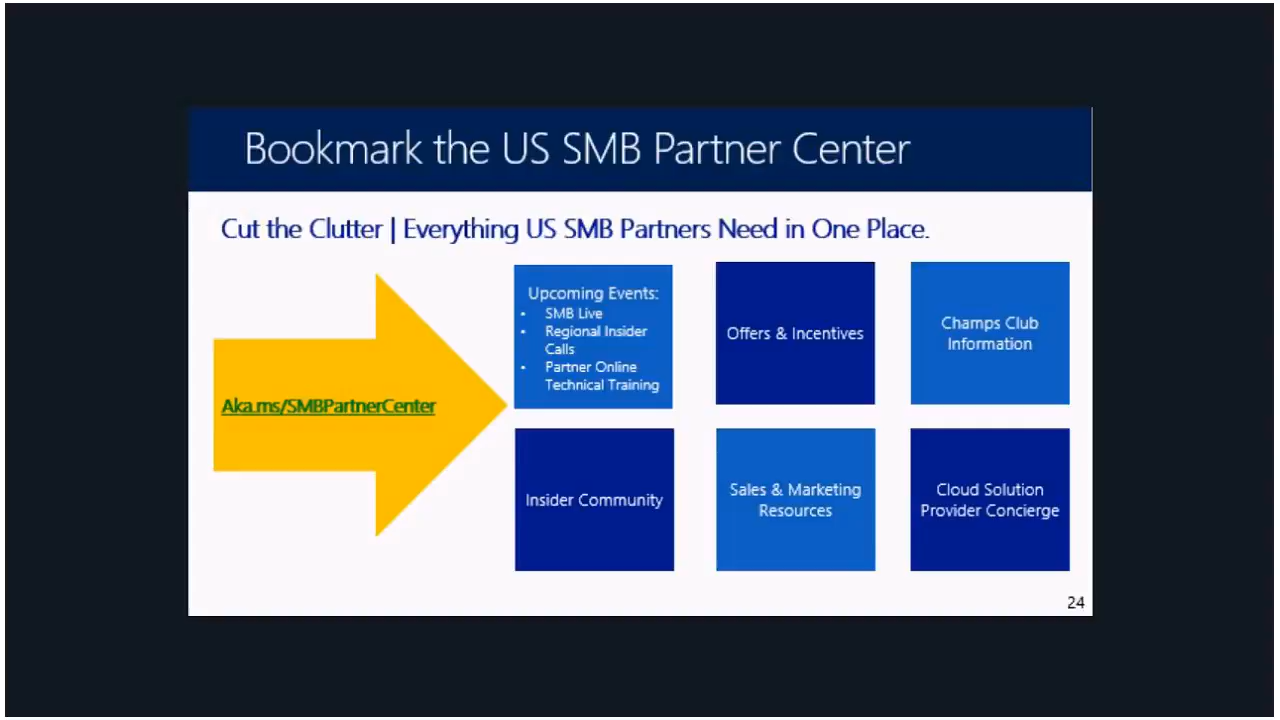 Bookmark the US SMB Partner Center
Cut the Clutter | Everything US SMB Partners Need in One Place.
Aka.ms/SMBPartnerCenter
Upcoming Events:
• SMB Live
• Regional Insider
Calls
• Partner Online
Technical Training
Offers & Incentives
Champs Club
Information
Insider Community
Sales & Marketing
Resources
Cloud Solution
Provider Concierge
24